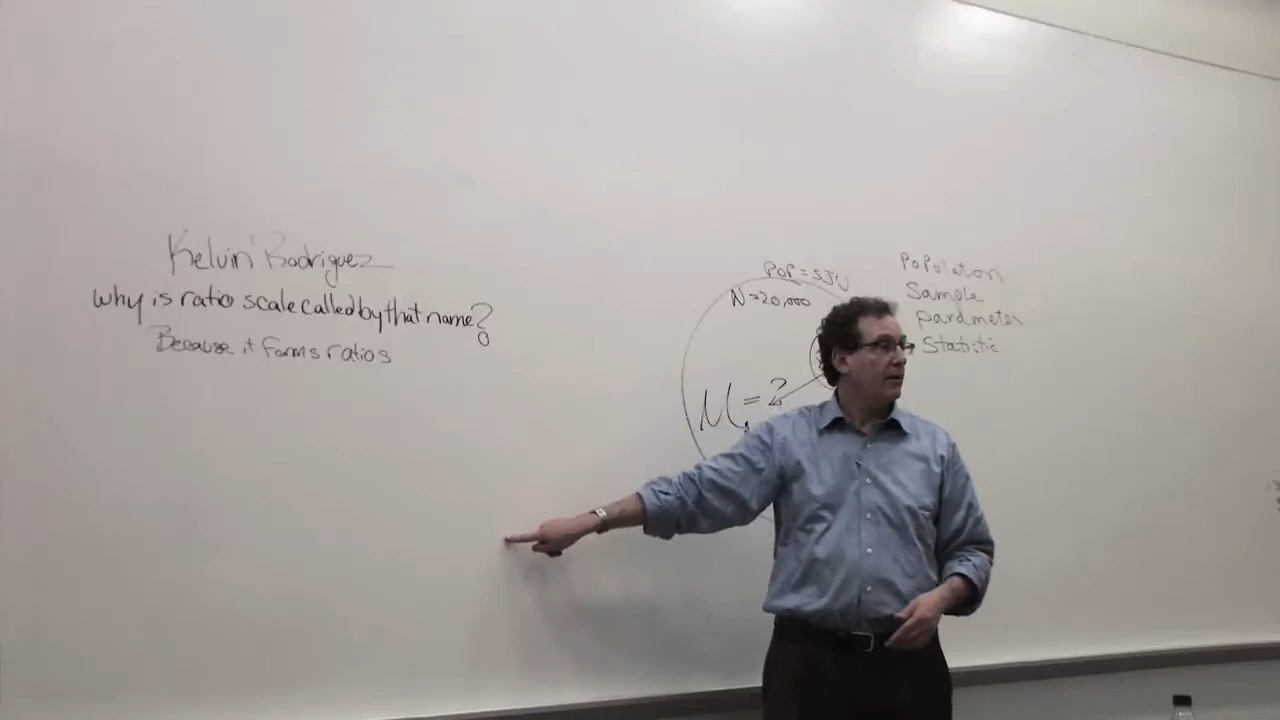 Kelvin Rodriguez
why is ratio scale called by that name?
Because it forms ratios
POP = SJU
N = 20,000
M = ?
Population
Sample
parameter
Statistic